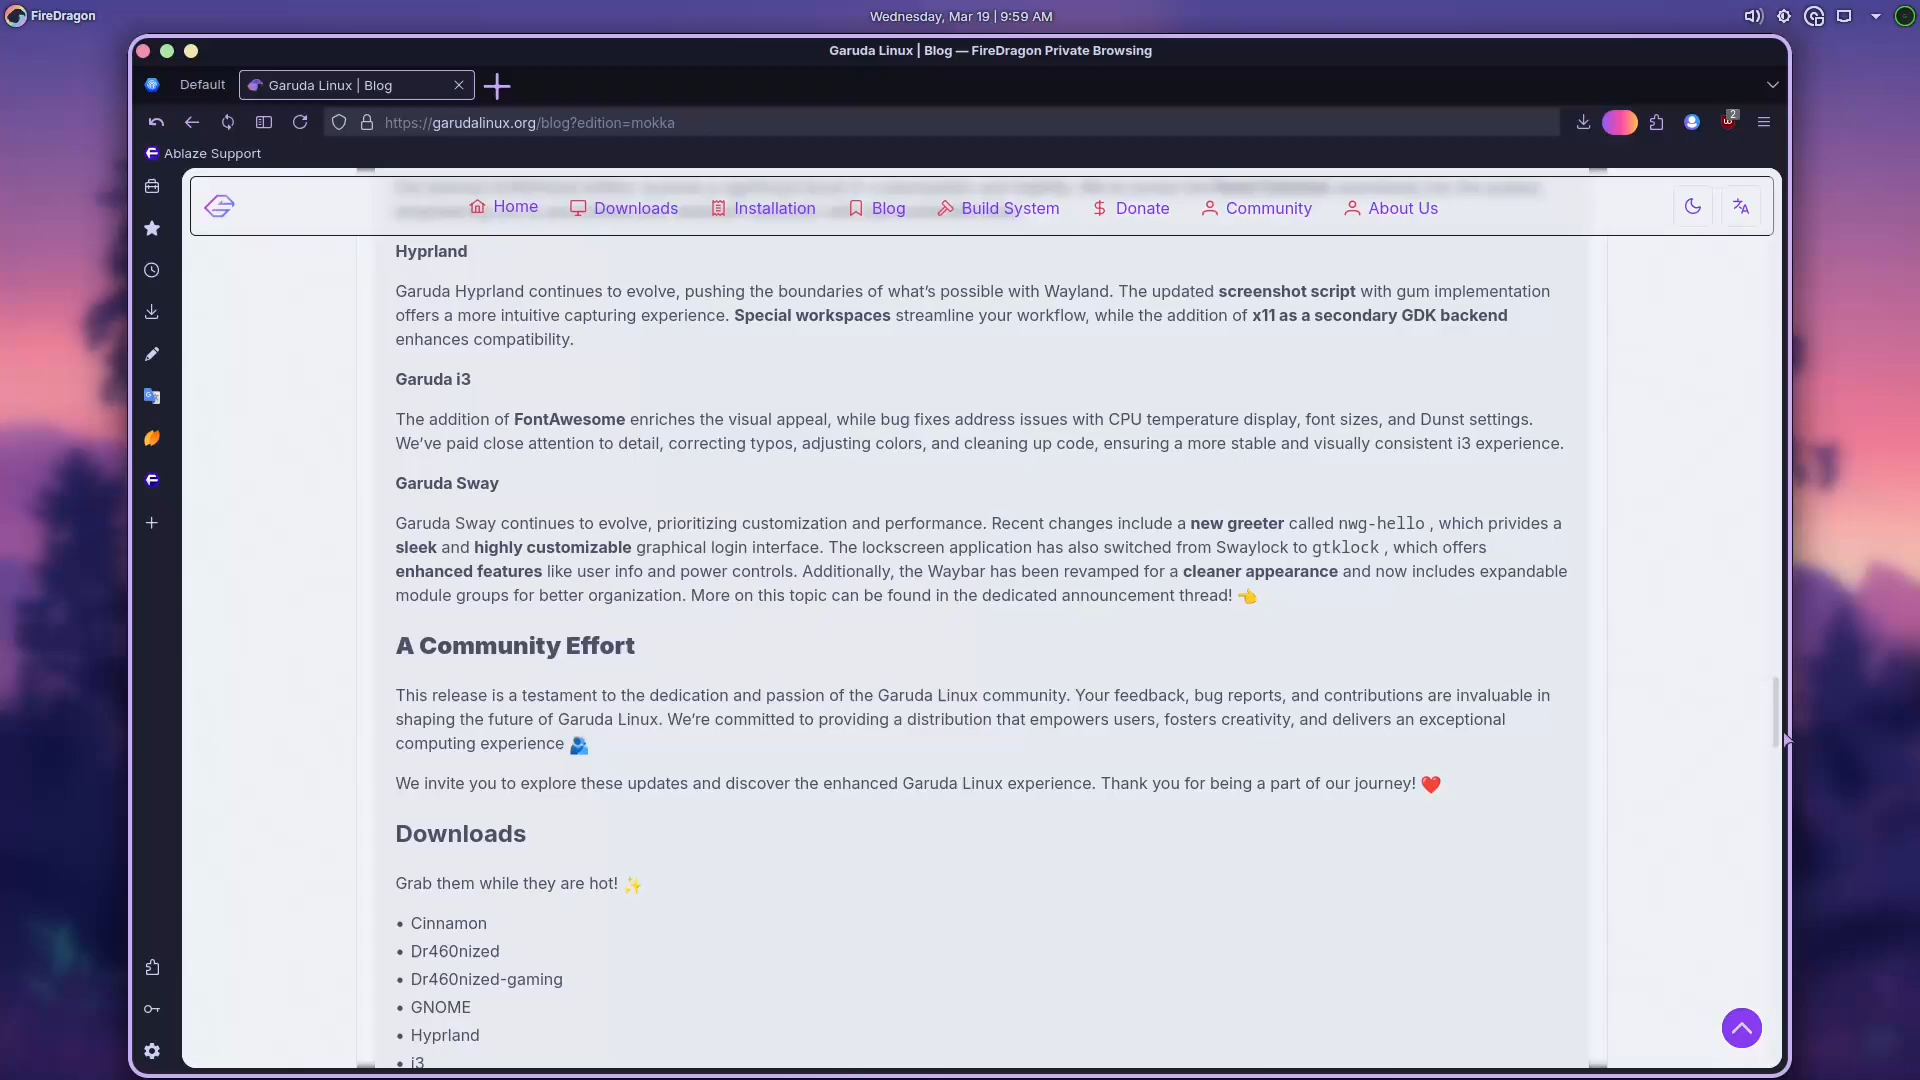 FireDragon
Wednesday, Mar 19 | 9:59 AM
Garuda Linux | Blog — FireDragon Private Browsing
Default
Garuda Linux | Blog
https://garudalinux.org/blog?edition=mokka
2
Ablaze Support
Home
Downloads
Installation
Blog
Build System
Donate
Community
About Us
Hyprland
Garuda Hyprland continues to evolve, pushing the boundaries of what’s possible with Wayland. The updated screenshot script with gum implementation
offers a more intuitive capturing experience. Special workspaces streamline your workflow, while the addition of x11 as a secondary GDK backend
enhances compatibility.
Garuda i3
The addition of FontAwesome enriches the visual appeal, while bug fixes address issues with CPU temperature display, font sizes, and Dunst settings.
We’ve paid close attention to detail, correcting typos, adjusting colors, and cleaning up code, ensuring a more stable and visually consistent i3 experience.
Garuda Sway
Garuda Sway continues to evolve, prioritizing customization and performance. Recent changes include a new greeter called nwg-hello , which privides a
sleek and highly customizable graphical login interface. The lockscreen application has also switched from Swaylock to gtklock , which offers
enhanced features like user info and power controls. Additionally, the Waybar has been revamped for a cleaner appearance and now includes expandable
module groups for better organization. More on this topic can be found in the dedicated announcement thread! 👈
A Community Effort
This release is a testament to the dedication and passion of the Garuda Linux community. Your feedback, bug reports, and contributions are invaluable in
shaping the future of Garuda Linux. We’re committed to providing a distribution that empowers users, fosters creativity, and delivers an exceptional
computing experience 🫂
We invite you to explore these updates and discover the enhanced Garuda Linux experience. Thank you for being a part of our journey! ❤️
Downloads
Grab them while they are hot! ✨
• Cinnamon
• Dr460nized
• Dr460nized-gaming
• GNOME
• Hyprland
• i3